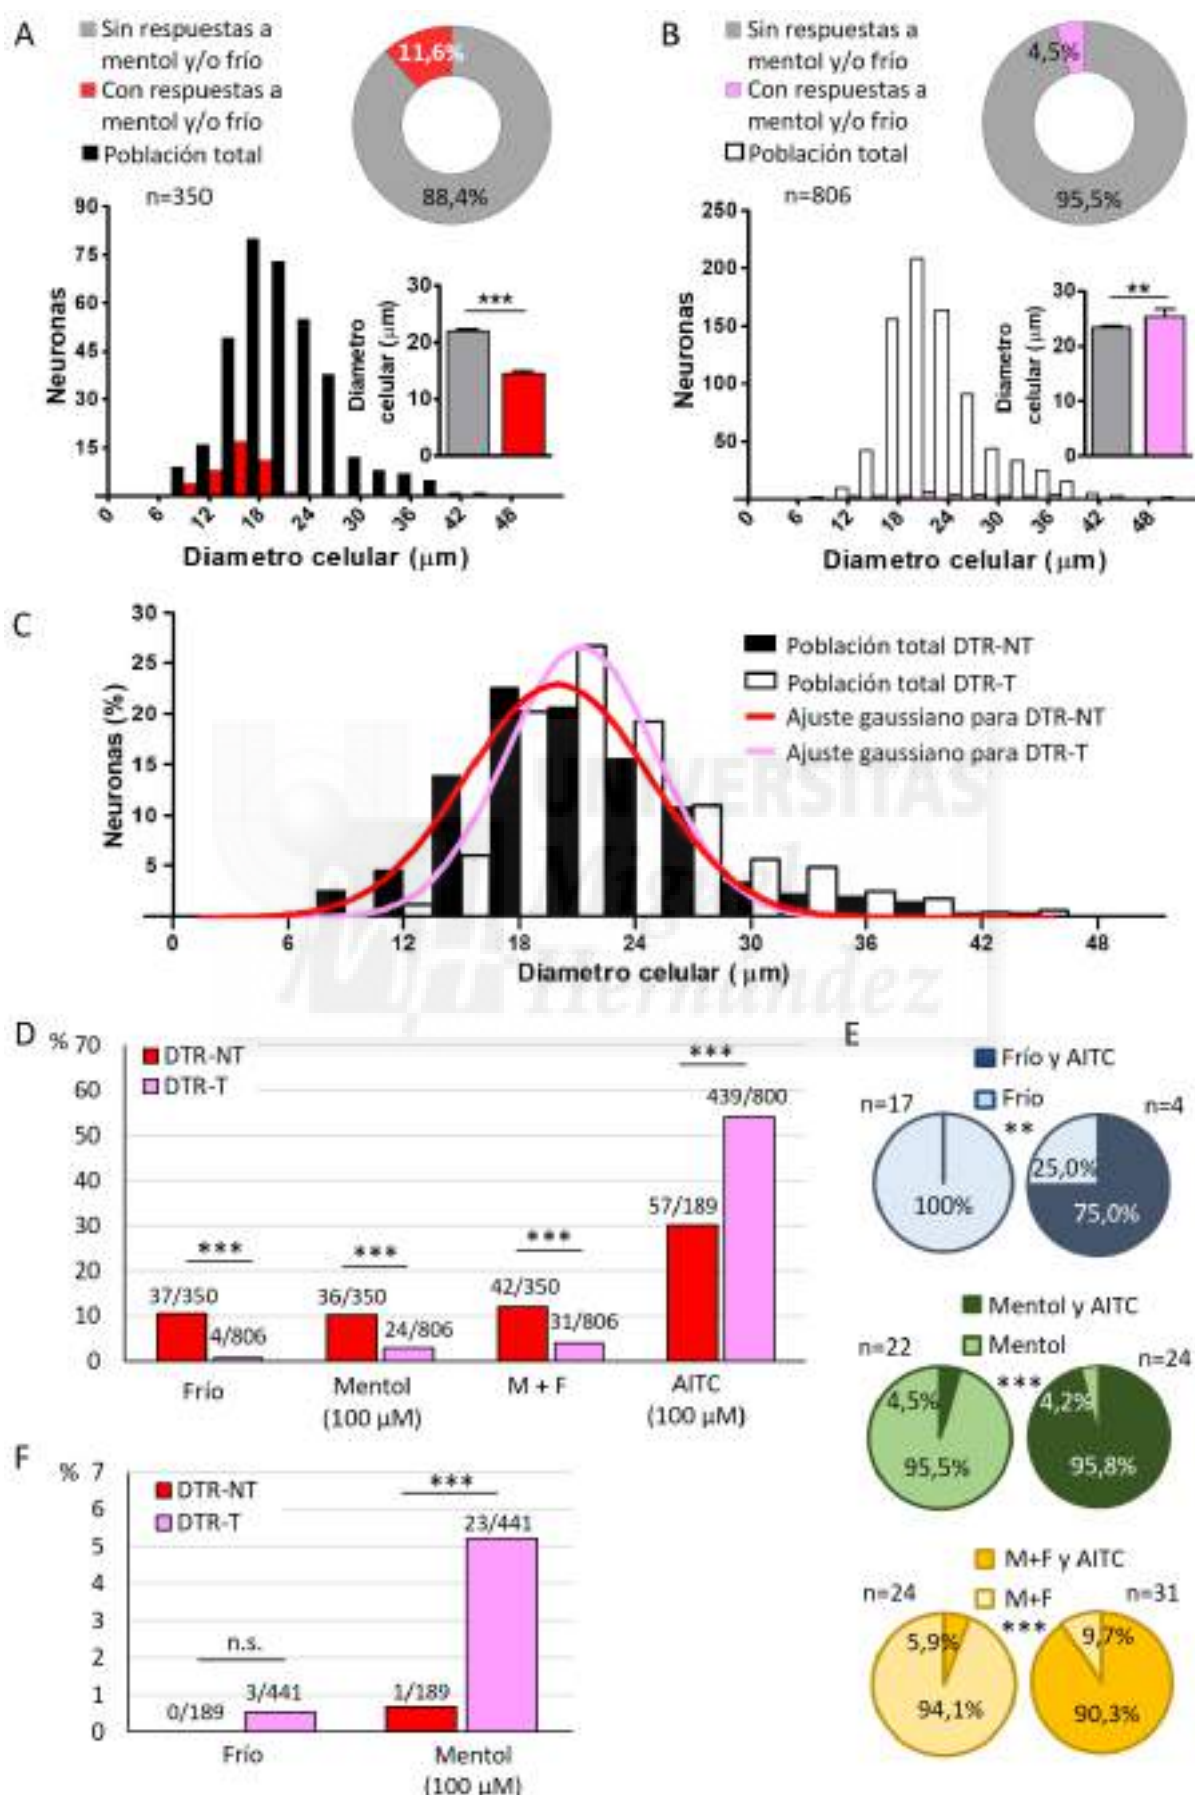 A
Sin respuestas a
mentol y/o frío
Con respuestas a
mentol y/o frío
Población total
n=350
11,6%
88,4%
90
75
60
45
30
15
Neuronas
0
6
12
18
24
30
36
42
48
Diametro celular (μm)
Diametro
celular (μm)
30
20
10
0
***
B
Sin respuestas a
mentol y/o frío
Con respuestas a
mentol y/o frio
Población total
n=806
4,5%
95,5%
250
200
150
100
50
Neuronas
0
6
12
18
24
30
36
42
48
Diametro celular (μm)
Diametro
celular (μm)
30
20
10
0
**
C
Población total DTR-NT
Población total DTR-T
Ajuste gaussiano para DTR-NT
Ajuste gaussiano para DTR-T
30
25
20
15
10
5
Neuronas (%)
0
6
12
18
24
30
36
42
48
Diametro celular (μm)
UNIVERSITAS
Miguel
Hernández
D
% 70
60
50
40
30
20
10
0
DTR-NT
DTR-T
***
***
***
***
37/350
4/806
36/350
24/806
42/350
31/806
57/189
439/800
Frío
Mentol
(100 μM)
M + F
AITC
(100 μM)
E
Frío y AITC
Frio
n=17
**
n=4
100%
25,0%
75,0%
Mentol y AITC
Mentol
n=22
***
n=24
4,5%
95,5%
4,2%
95,8%
M+F y AITC
M+F
n=24
***
n=31
5,9%
94,1%
9,7%
90,3%
F
% 7
6
5
4
3
2
1
0
DTR-NT
DTR-T
n.s.
***
0/189
3/441
1/189
23/441
Frío
Mentol
(100 μM)